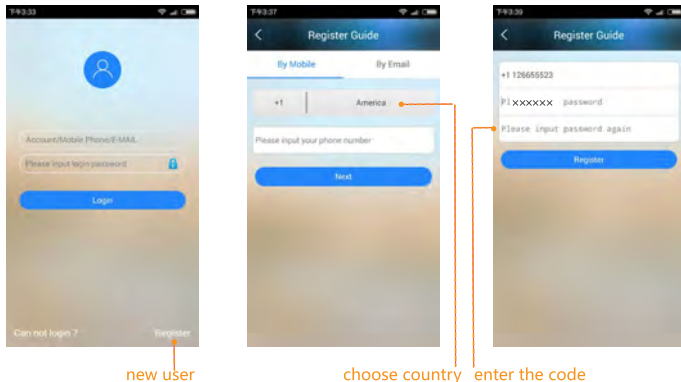 下午3:33
Account/Mobile Phone/E-MAIL
Please input login password
Login
Can not login ?
Register
new user
下午3:37
Register Guide
By Mobile
By Email
+1
America
Please input your phone number
Next
choose country
下午3:39
Register Guide
+1 126655523
Pl xxxxxx password
Please input password again
Register
enter the code